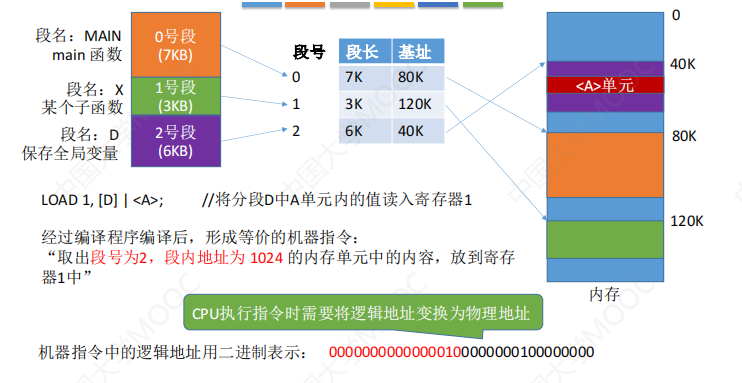 段名：MAIN
main 函数
0号段
(7KB)
段名：X
某个子函数
1号段
(3KB)
段名：D
保存全局变量
2号段
(6KB)
段号 段长 基址
0 7K 80K
1 3K 120K
2 6K 40K
0
40K
<A>单元
80K
120K
内存
LOAD 1, [D] | <A>; //将分段D中A单元内的值读入寄存器1
经过编译程序编译后，形成等价的机器指令：
“取出段号为2，段内地址为 1024 的内存单元中的内容，放到寄存
器1中”
CPU执行指令时需要将逻辑地址变换为物理地址
机器指令中的逻辑地址用二进制表示： 00000000000000100000000100000000
中国大学MOOC